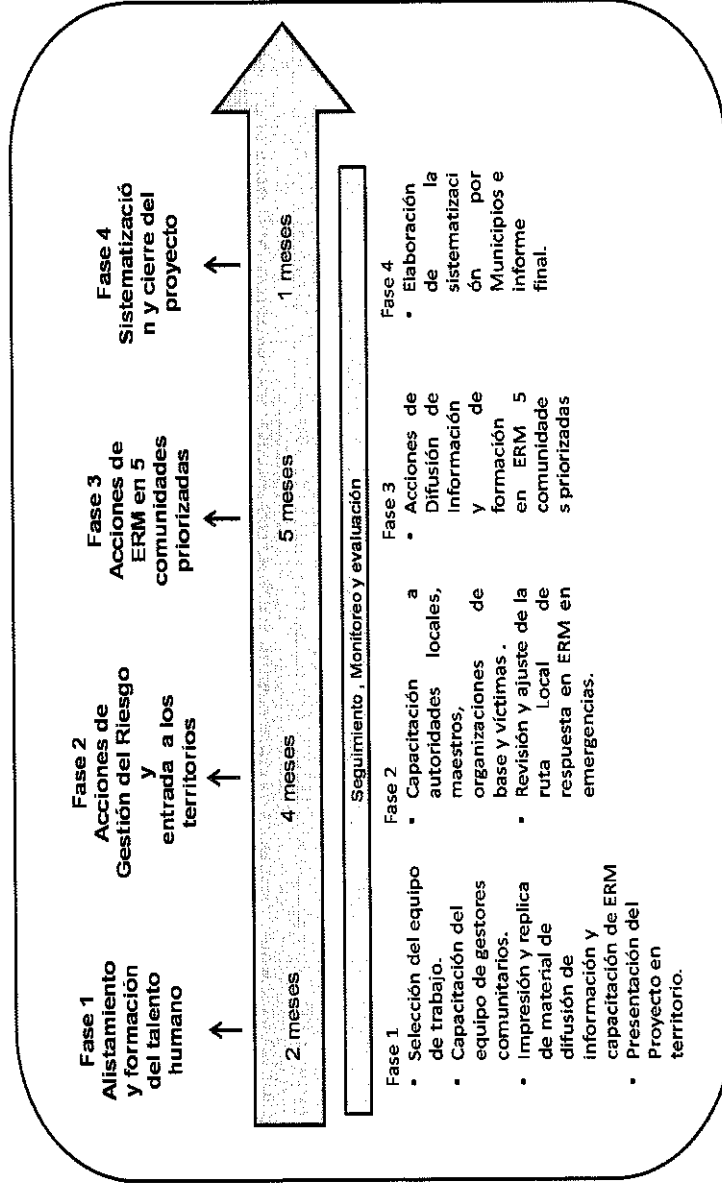 Fase 1
Alistamiento
y formación
del talento
humano
Fase 2
Acciones de
Gestión del Riesgo
y
entrada a los
territorios
Fase 3
Acciones de
ERM en 5
comunidades
priorizadas
Fase 4
Sistematizació
n y cierre del
proyecto
2 meses
4 meses
5 meses
1 meses
Seguimiento , Monitoreo y evaluación
Fase 1
• Selección del equipo
de trabajo.
• Capacitación del
equipo de gestores
comunitarios.
• Impresión y replica
de material de
difusión de
información y
capacitación de ERM
• Presentación del
Proyecto en
territorio.
Fase 2
• Capacitación a
autoridades locales,
maestros,
organizaciones de
base y víctimas .
• Revisión y ajuste de la
ruta Local de
respuesta en ERM en
emergencias.
Fase 3
• Acciones de
Difusión de
Información
y de
formación
en ERM 5
comunidade
s priorizadas
Fase 4
• Elaboración
de la
sistematizaci
ón por
Municipios e
informe
final.